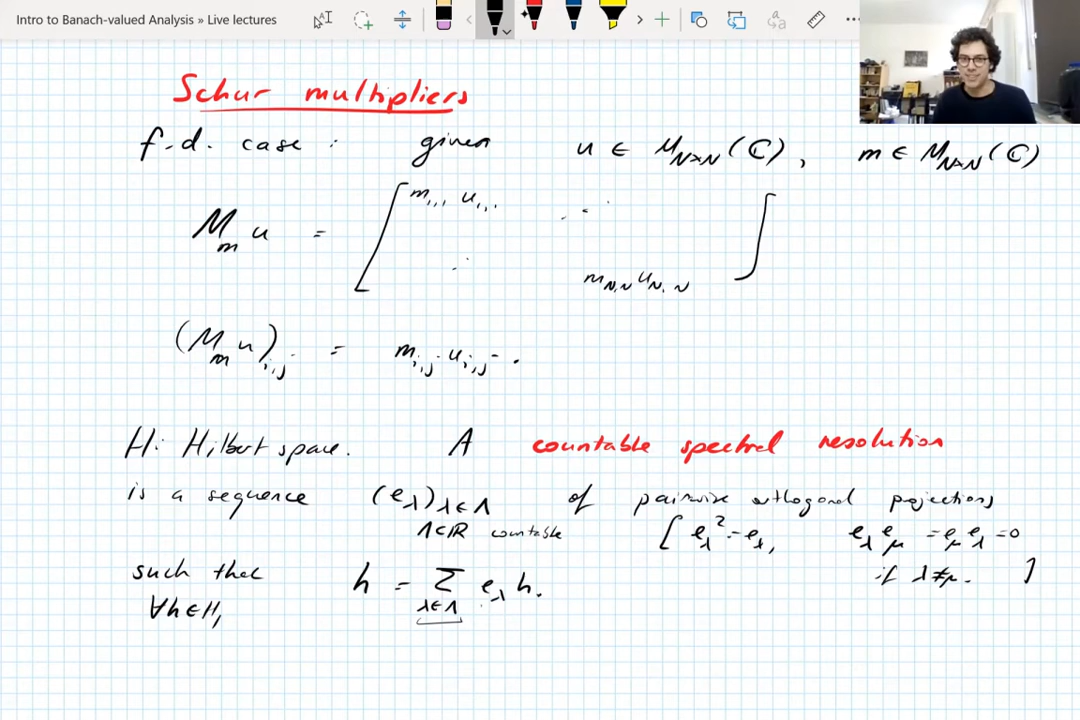 Intro to Banach-valued Analysis » Live lectures
Schur multipliers
f.d. case : given u ∈ M_{N×N}(ℂ), m ∈ M_{N×N}(ℂ)
M_m u = [ m_{1,1} u_{1,1} ⋰
⋰ m_{N,N} u_{N,N} ]
(M_m u)_{i,j} = m_{i,j} u_{i,j}.
H: Hilbert space. A countable spectral resolution
is a sequence (e_λ)_{λ∈Λ} of pairwise orthogonal projections
Λ⊂ℝ countable [ e_λ² = e_λ, e_λ e_μ = e_μ e_λ = 0
such that h = Σ_{λ∈Λ} e_λ h. if λ≠μ. ]
∀h∈H,